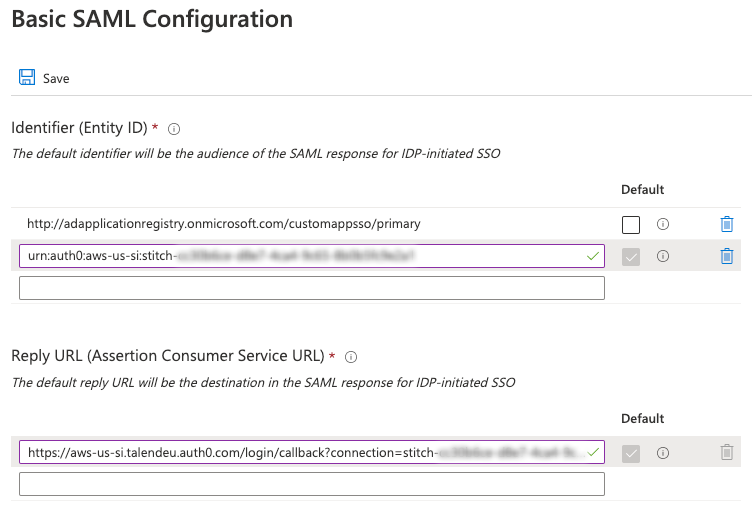 Basic SAML Configuration
Save
Identifier (Entity ID) *
The default identifier will be the audience of the SAML response for IDP-initiated SSO
Default
http://adapplicationregistry.onmicrosoft.com/customappsso/primary
urn:auth0:aws-us-si:stitch-
Reply URL (Assertion Consumer Service URL) *
The default reply URL will be the destination in the SAML response for IDP-initiated SSO
Default
https://aws-us-si.talendeu.auth0.com/login/callback?connection=stitch-